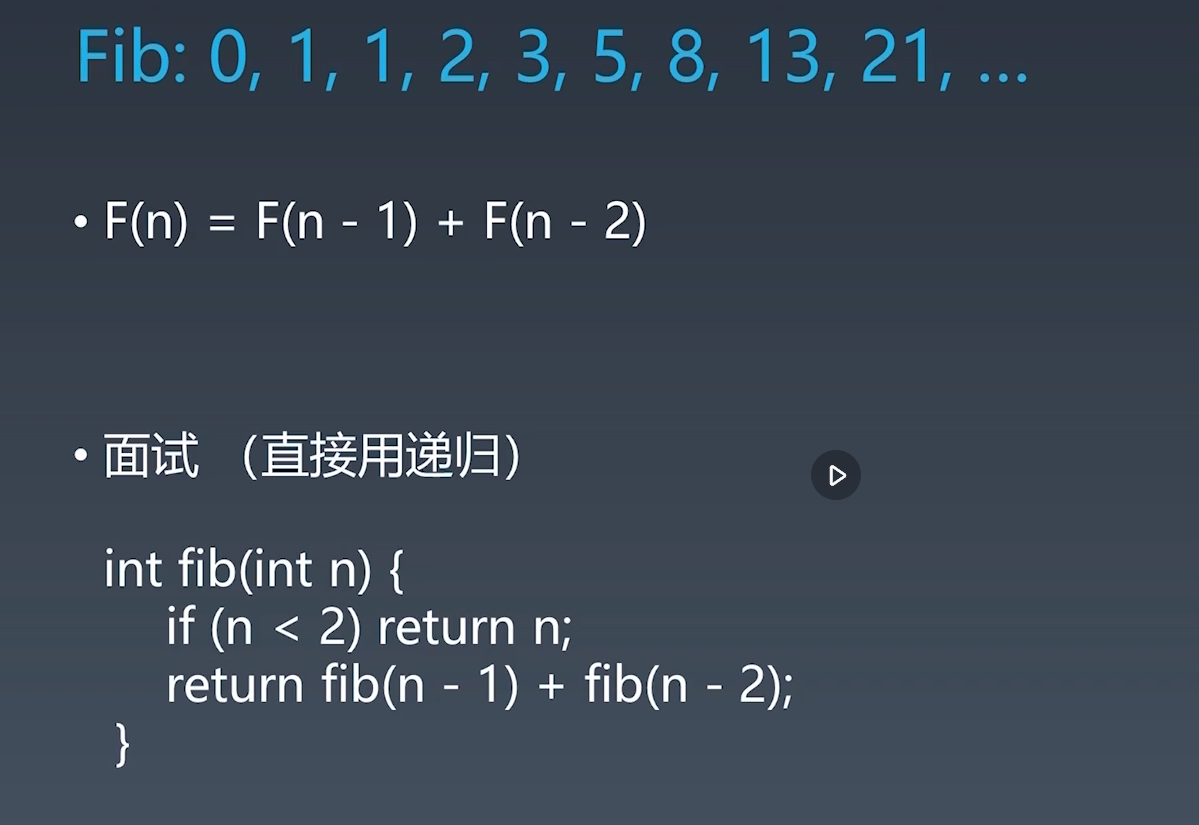 Fib: 0, 1, 1, 2, 3, 5, 8, 13, 21, ...
• F(n) = F(n - 1) + F(n - 2)
• 面试 （直接用递归）
int fib(int n) {
    if (n < 2) return n;
    return fib(n - 1) + fib(n - 2);
}